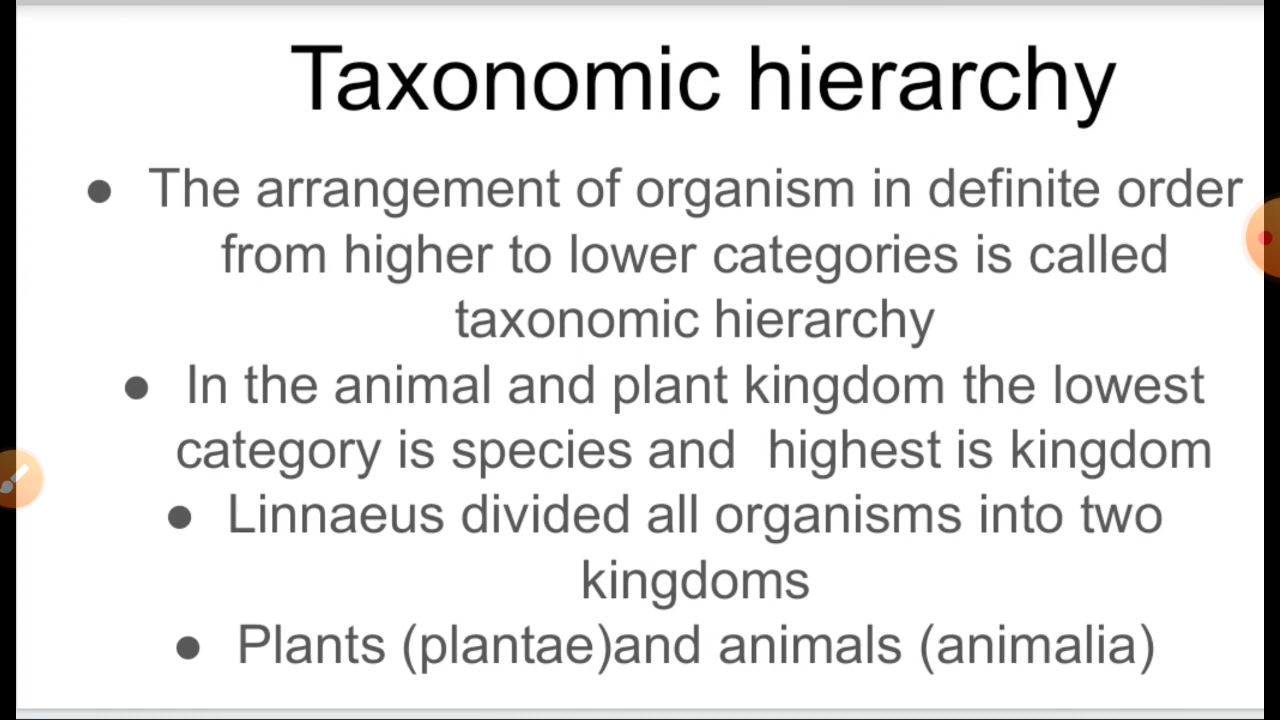 Taxonomic hierarchy
● The arrangement of organism in definite order
from higher to lower categories is called
taxonomic hierarchy
● In the animal and plant kingdom the lowest
category is species and  highest is kingdom
● Linnaeus divided all organisms into two
kingdoms
● Plants (plantae)and animals (animalia)